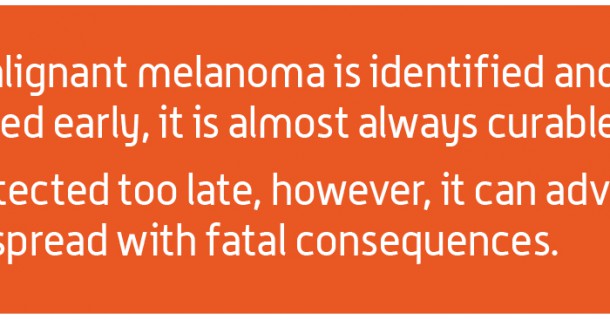 alignant melanoma is identified and
ed early, it is almost always curable
tected too late, however, it can adv
spread with fatal consequences.